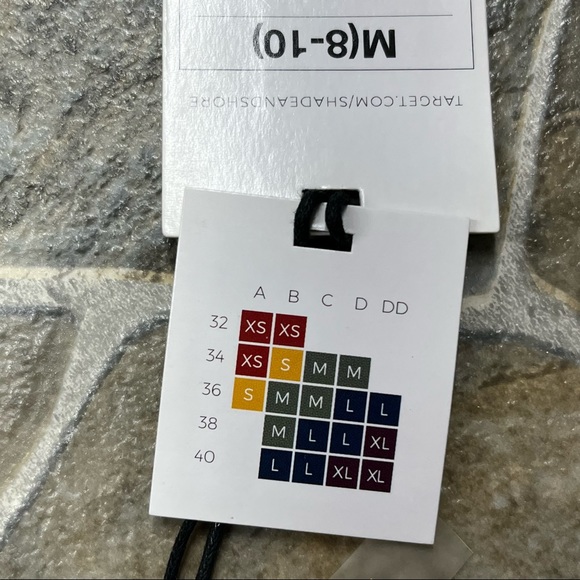 TARGET.COM/SHADEANDSHORE
M(8-10)
A B C D DD
32 XS XS
34 XS S M M
36 S M M L L
38 M L L XL
40 L L XL XL